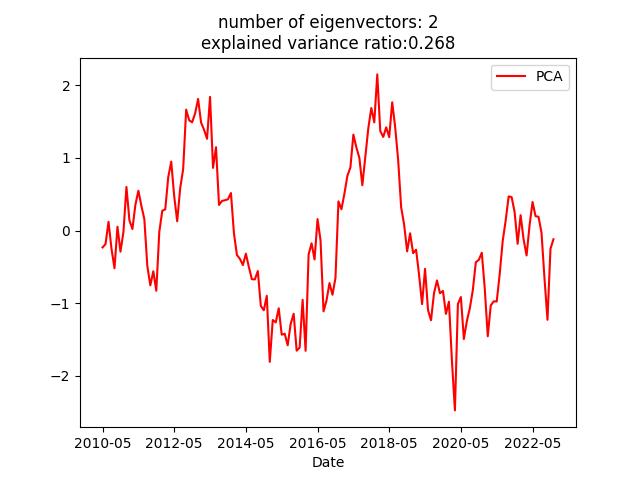 number of eigenvectors: 2
explained variance ratio:0.268
PCA
2
1
0
−1
−2
2010-05 2012-05 2014-05 2016-05 2018-05 2020-05 2022-05
Date